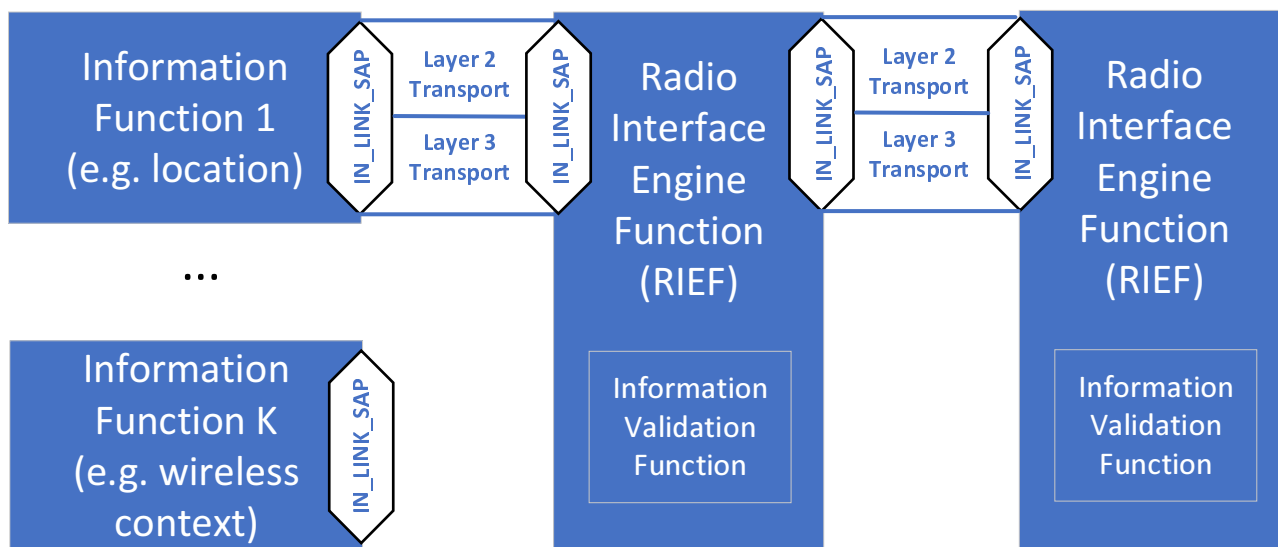 Information
Function 1
(e.g. location)
IN_LINK_SAP
Layer 2
Transport
Layer 3
Transport
IN_LINK_SAP
Radio
Interface
Engine
Function
(RIEF)
IN_LINK_SAP
Layer 2
Transport
Layer 3
Transport
IN_LINK_SAP
Radio
Interface
Engine
Function
(RIEF)
...
Information
Function K
(e.g. wireless
context)
IN_LINK_SAP
Information
Validation
Function
Information
Validation
Function